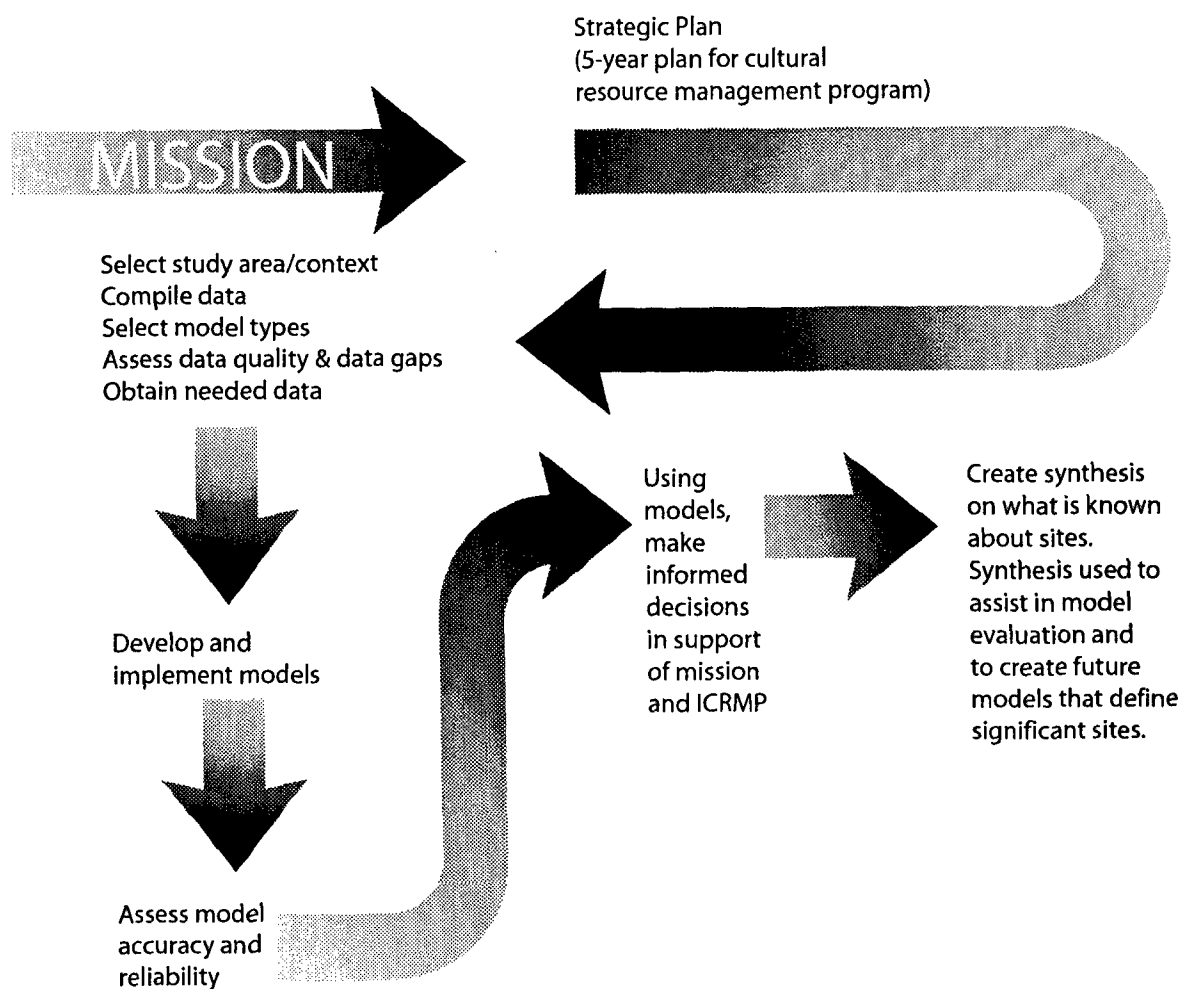 MISSION
Strategic Plan
(5-year plan for cultural
resource management program)
Select study area/context
Compile data
Select model types
Assess data quality & data gaps
Obtain needed data
Develop and
implement models
Assess model
accuracy and
reliability
Using
models,
make
informed
decisions
in support
of mission
and ICRMP
Create synthesis
on what is known
about sites.
Synthesis used to
assist in model
evaluation and
to create future
models that define
significant sites.